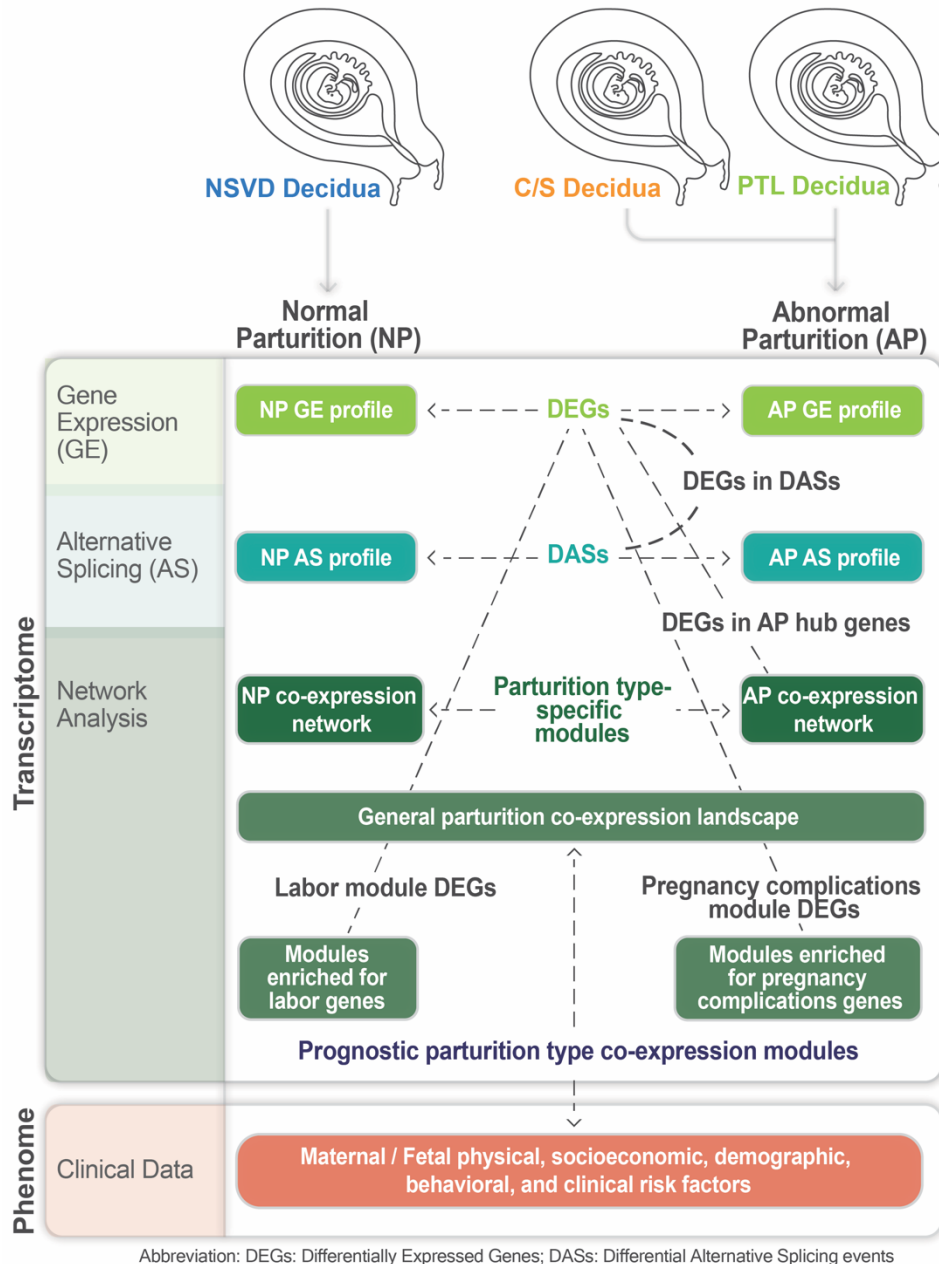 NSVD Decidua
C/S Decidua
PTL Decidua
Normal
Parturition (NP)
Abnormal
Parturition (AP)
Transcriptome
Gene
Expression
(GE)
NP GE profile
DEGs
AP GE profile
DEGs in DASs
Alternative
Splicing (AS)
NP AS profile
DASs
AP AS profile
DEGs in AP hub genes
Network
Analysis
NP co-expression
network
Parturition type-
specific
modules
AP co-expression
network
General parturition co-expression landscape
Labor module DEGs
Pregnancy complications
module DEGs
Modules
enriched for
labor genes
Modules enriched
for pregnancy
complications genes
Prognostic parturition type co-expression modules
Phenome
Clinical Data
Maternal / Fetal physical, socioeconomic, demographic,
behavioral, and clinical risk factors
Abbreviation: DEGs: Differentially Expressed Genes; DASs: Differential Alternative Splicing events